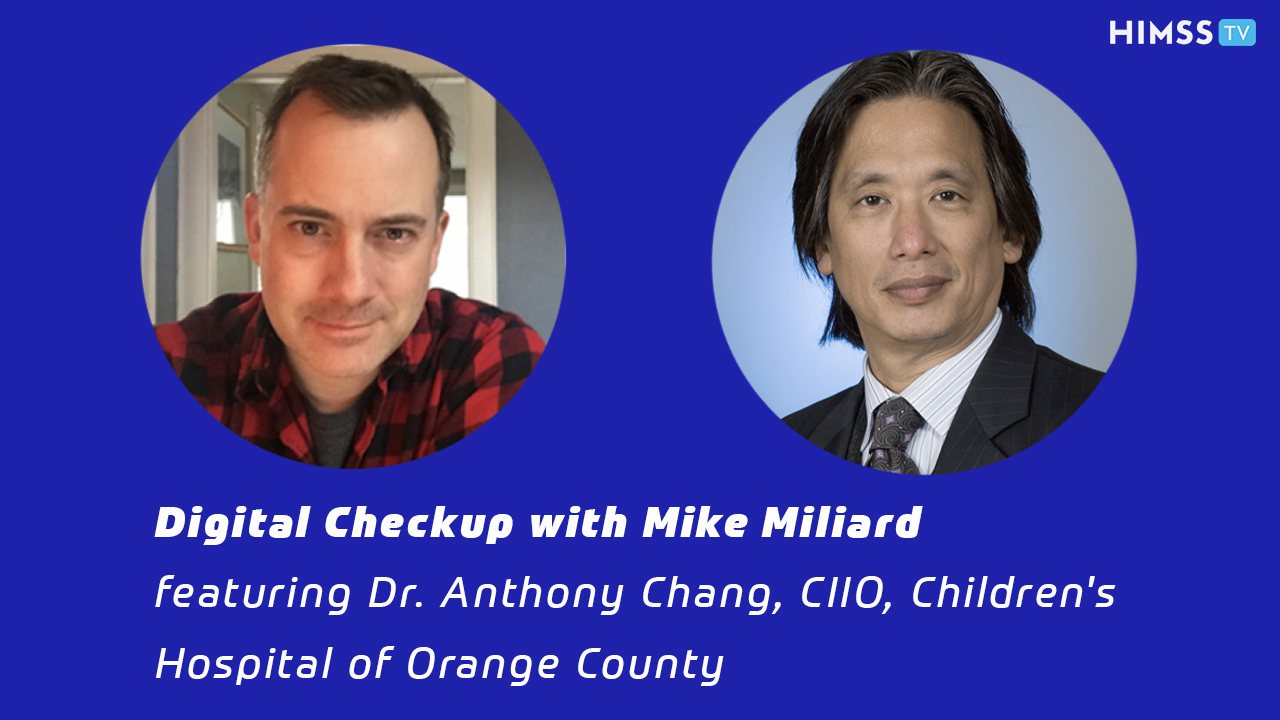 HIMSS TV
Digital Checkup with Mike Miliard
featuring Dr. Anthony Chang, CIIO, Children's
Hospital of Orange County